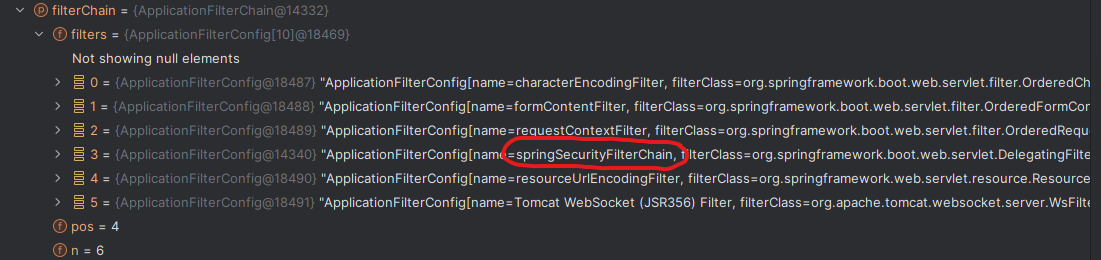 filterChain = {ApplicationFilterChain@14332}
filters = {ApplicationFilterConfig[10]@18469}
Not showing null elements
0 = {ApplicationFilterConfig@18487} "ApplicationFilterConfig[name=characterEncodingFilter, filterClass=org.springframework.boot.web.servlet.filter.OrderedCh
1 = {ApplicationFilterConfig@18488} "ApplicationFilterConfig[name=formContentFilter, filterClass=org.springframework.boot.web.servlet.filter.OrderedFormCon
2 = {ApplicationFilterConfig@18489} "ApplicationFilterConfig[name=requestContextFilter, filterClass=org.springframework.boot.web.servlet.filter.OrderedReque
3 = {ApplicationFilterConfig@14340} "ApplicationFilterConfig[name=springSecurityFilterChain, filterClass=org.springframework.boot.web.servlet.DelegatingFilte
4 = {ApplicationFilterConfig@18490} "ApplicationFilterConfig[name=resourceUrlEncodingFilter, filterClass=org.springframework.web.servlet.resource.Resource
5 = {ApplicationFilterConfig@18491} "ApplicationFilterConfig[name=Tomcat WebSocket (JSR356) Filter, filterClass=org.apache.tomcat.websocket.server.WsFilte
pos = 4
n = 6